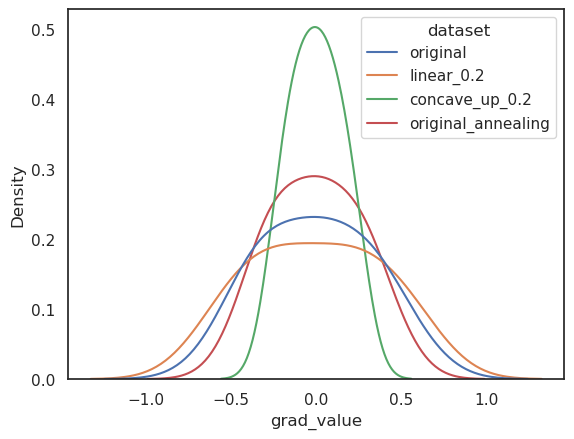 dataset
original
linear_0.2
concave_up_0.2
original_annealing
Density
0.5
0.4
0.3
0.2
0.1
0.0
−1.0 −0.5 0.0 0.5 1.0
grad_value